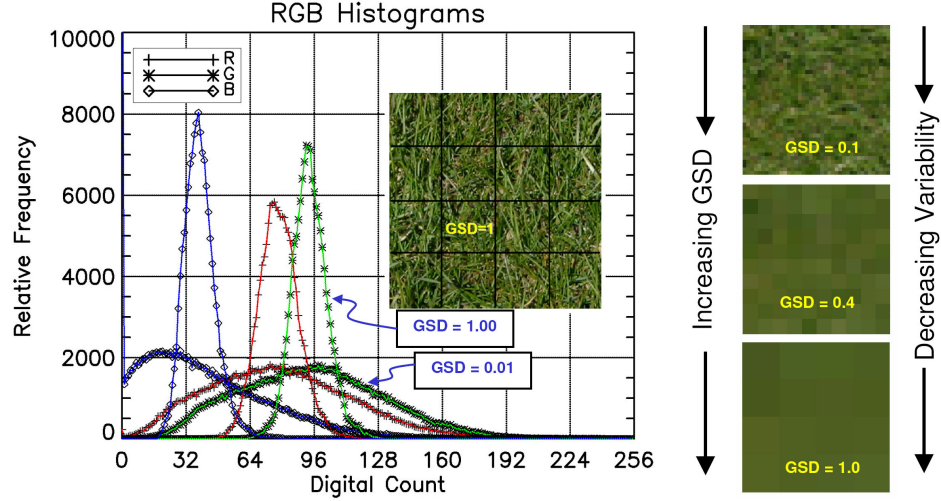 RGB Histograms
10000
8000
6000
4000
2000
0
Relative Frequency
R
G
B
GSD=1
GSD = 1.00
GSD = 0.01
0 32 64 96 128 160 192 224 256
Digital Count
Increasing GSD
GSD = 0.1
GSD = 0.4
GSD = 1.0
Decreasing Variability